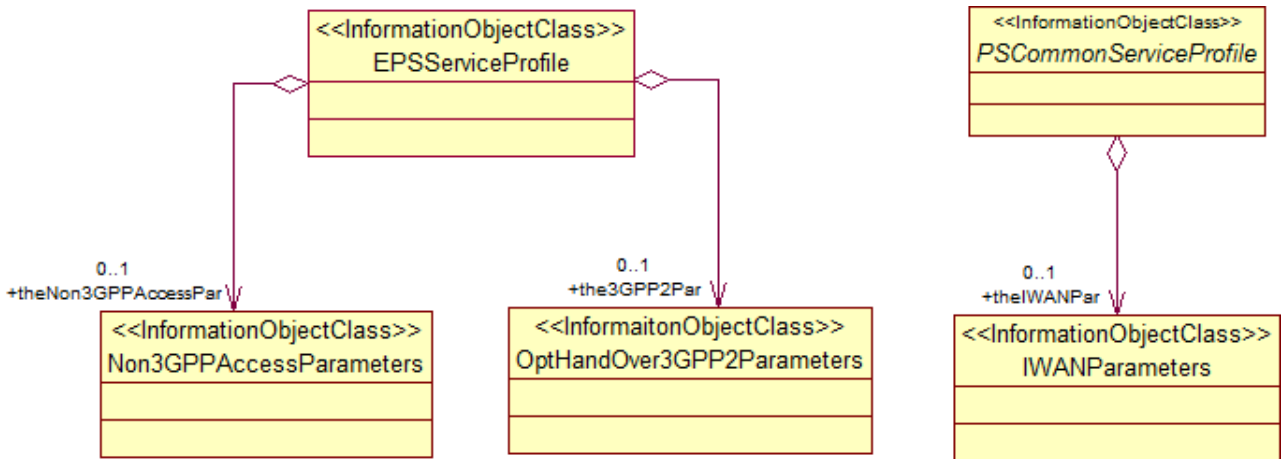 <<InformationObjectClass>>
EPSServiceProfile
<<InformationObjectClass>>
PSCommonServiceProfile
0..1
+theNon3GPPAccessPar
0..1
+the3GPP2Par
0..1
+theIWANPar
<<InformationObjectClass>>
Non3GPPAccessParameters
<<InformaitonObjectClass>>
OptHandOver3GPP2Parameters
<<InformationObjectClass>>
IWANParameters